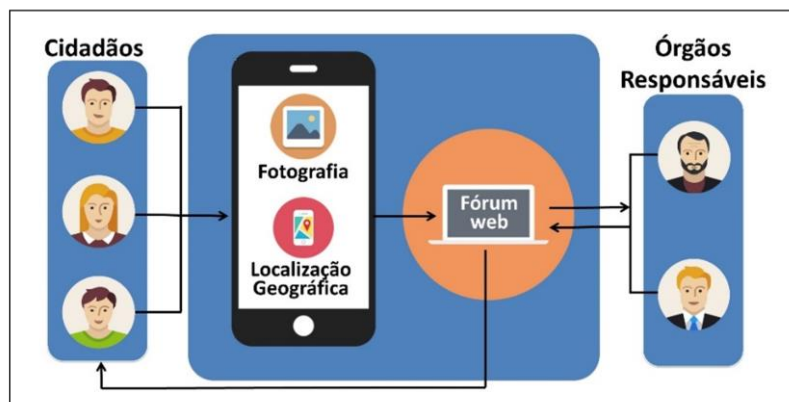 Cidadãos
Fotografia
Localização
Geográfica
Fórum
web
Órgãos
Responsáveis